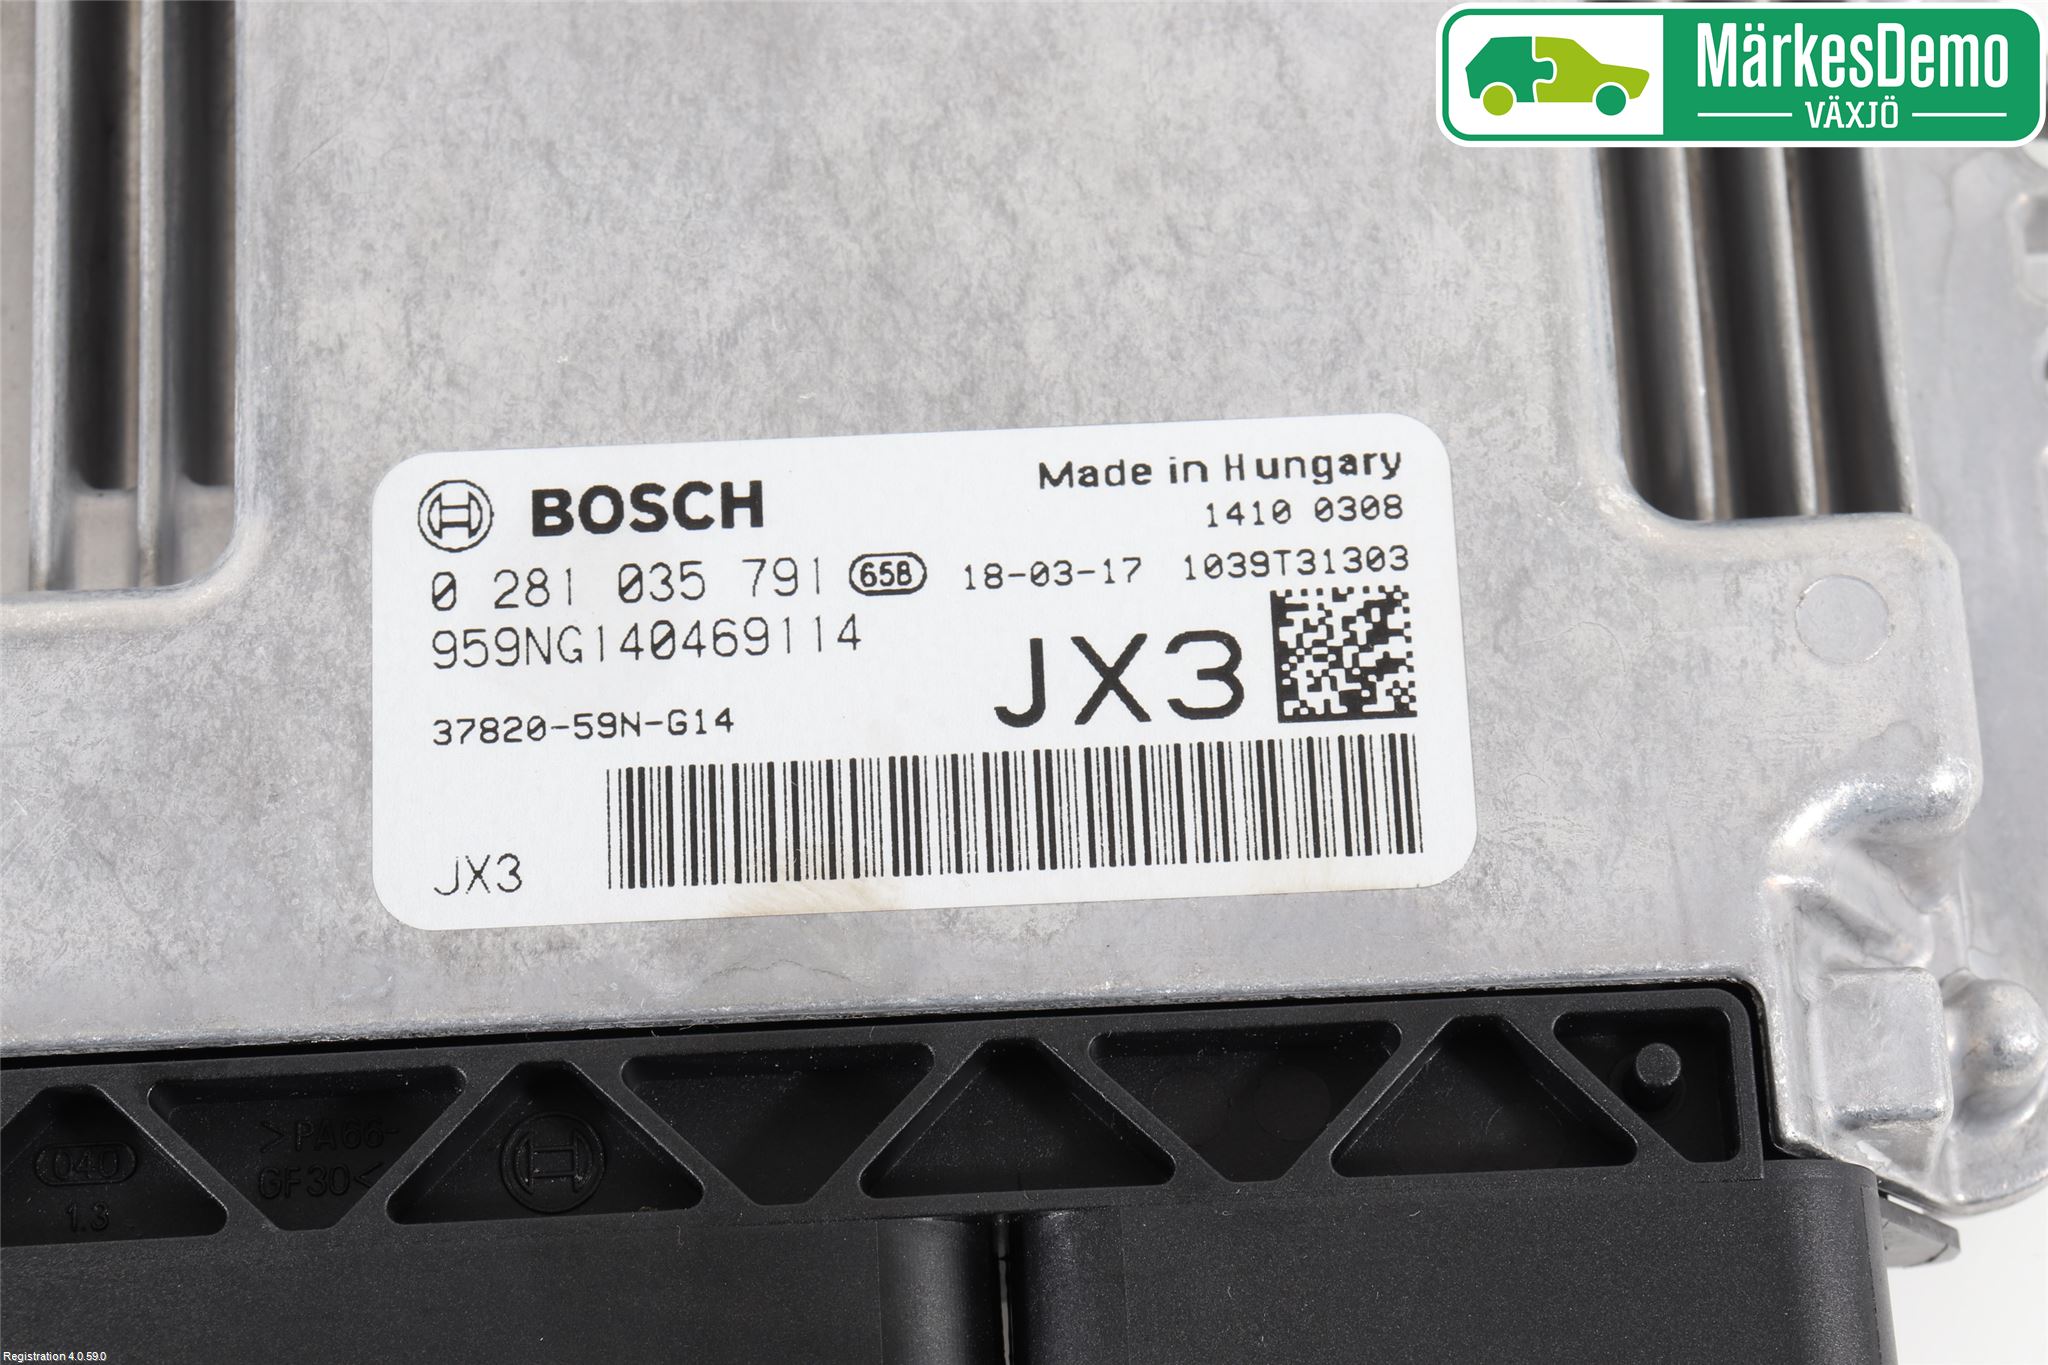 MärkesDemo
VÄXJÖ
BOSCH
Made in Hungary
1410 0308
0 281 035 791 65B 18-03-17 1039T31303
959NG140469114
JX3
37820-59N-G14
JX3
>PA66-
GF30<
040
1.3
Registration 4.0.59.0